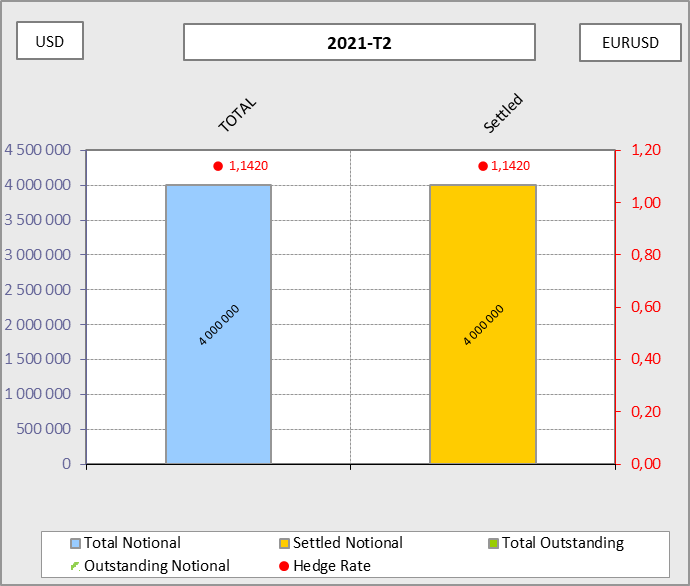 USD
2021-T2
EURUSD
TOTAL
Settled
4 500 000
4 000 000
3 500 000
3 000 000
2 500 000
2 000 000
1 500 000
1 000 000
500 000
0
1,1420
1,1420
4 000 000
4 000 000
1,20
1,00
0,80
0,60
0,40
0,20
0,00
Total Notional
Settled Notional
Total Outstanding
Outstanding Notional
Hedge Rate